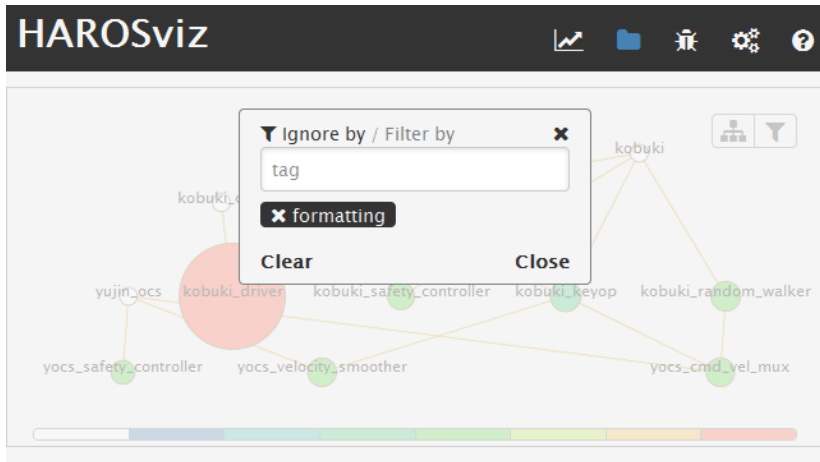 HAROSviz
Ignore by / Filter by
tag
formatting
Clear Close
kobuki
yujin_ocs kobuki_driver kobuki_safety_controller kobuki_keyop kobuki_random_walker
yocs_safety_controller yocs_velocity_smoother yocs_cmd_vel_mux